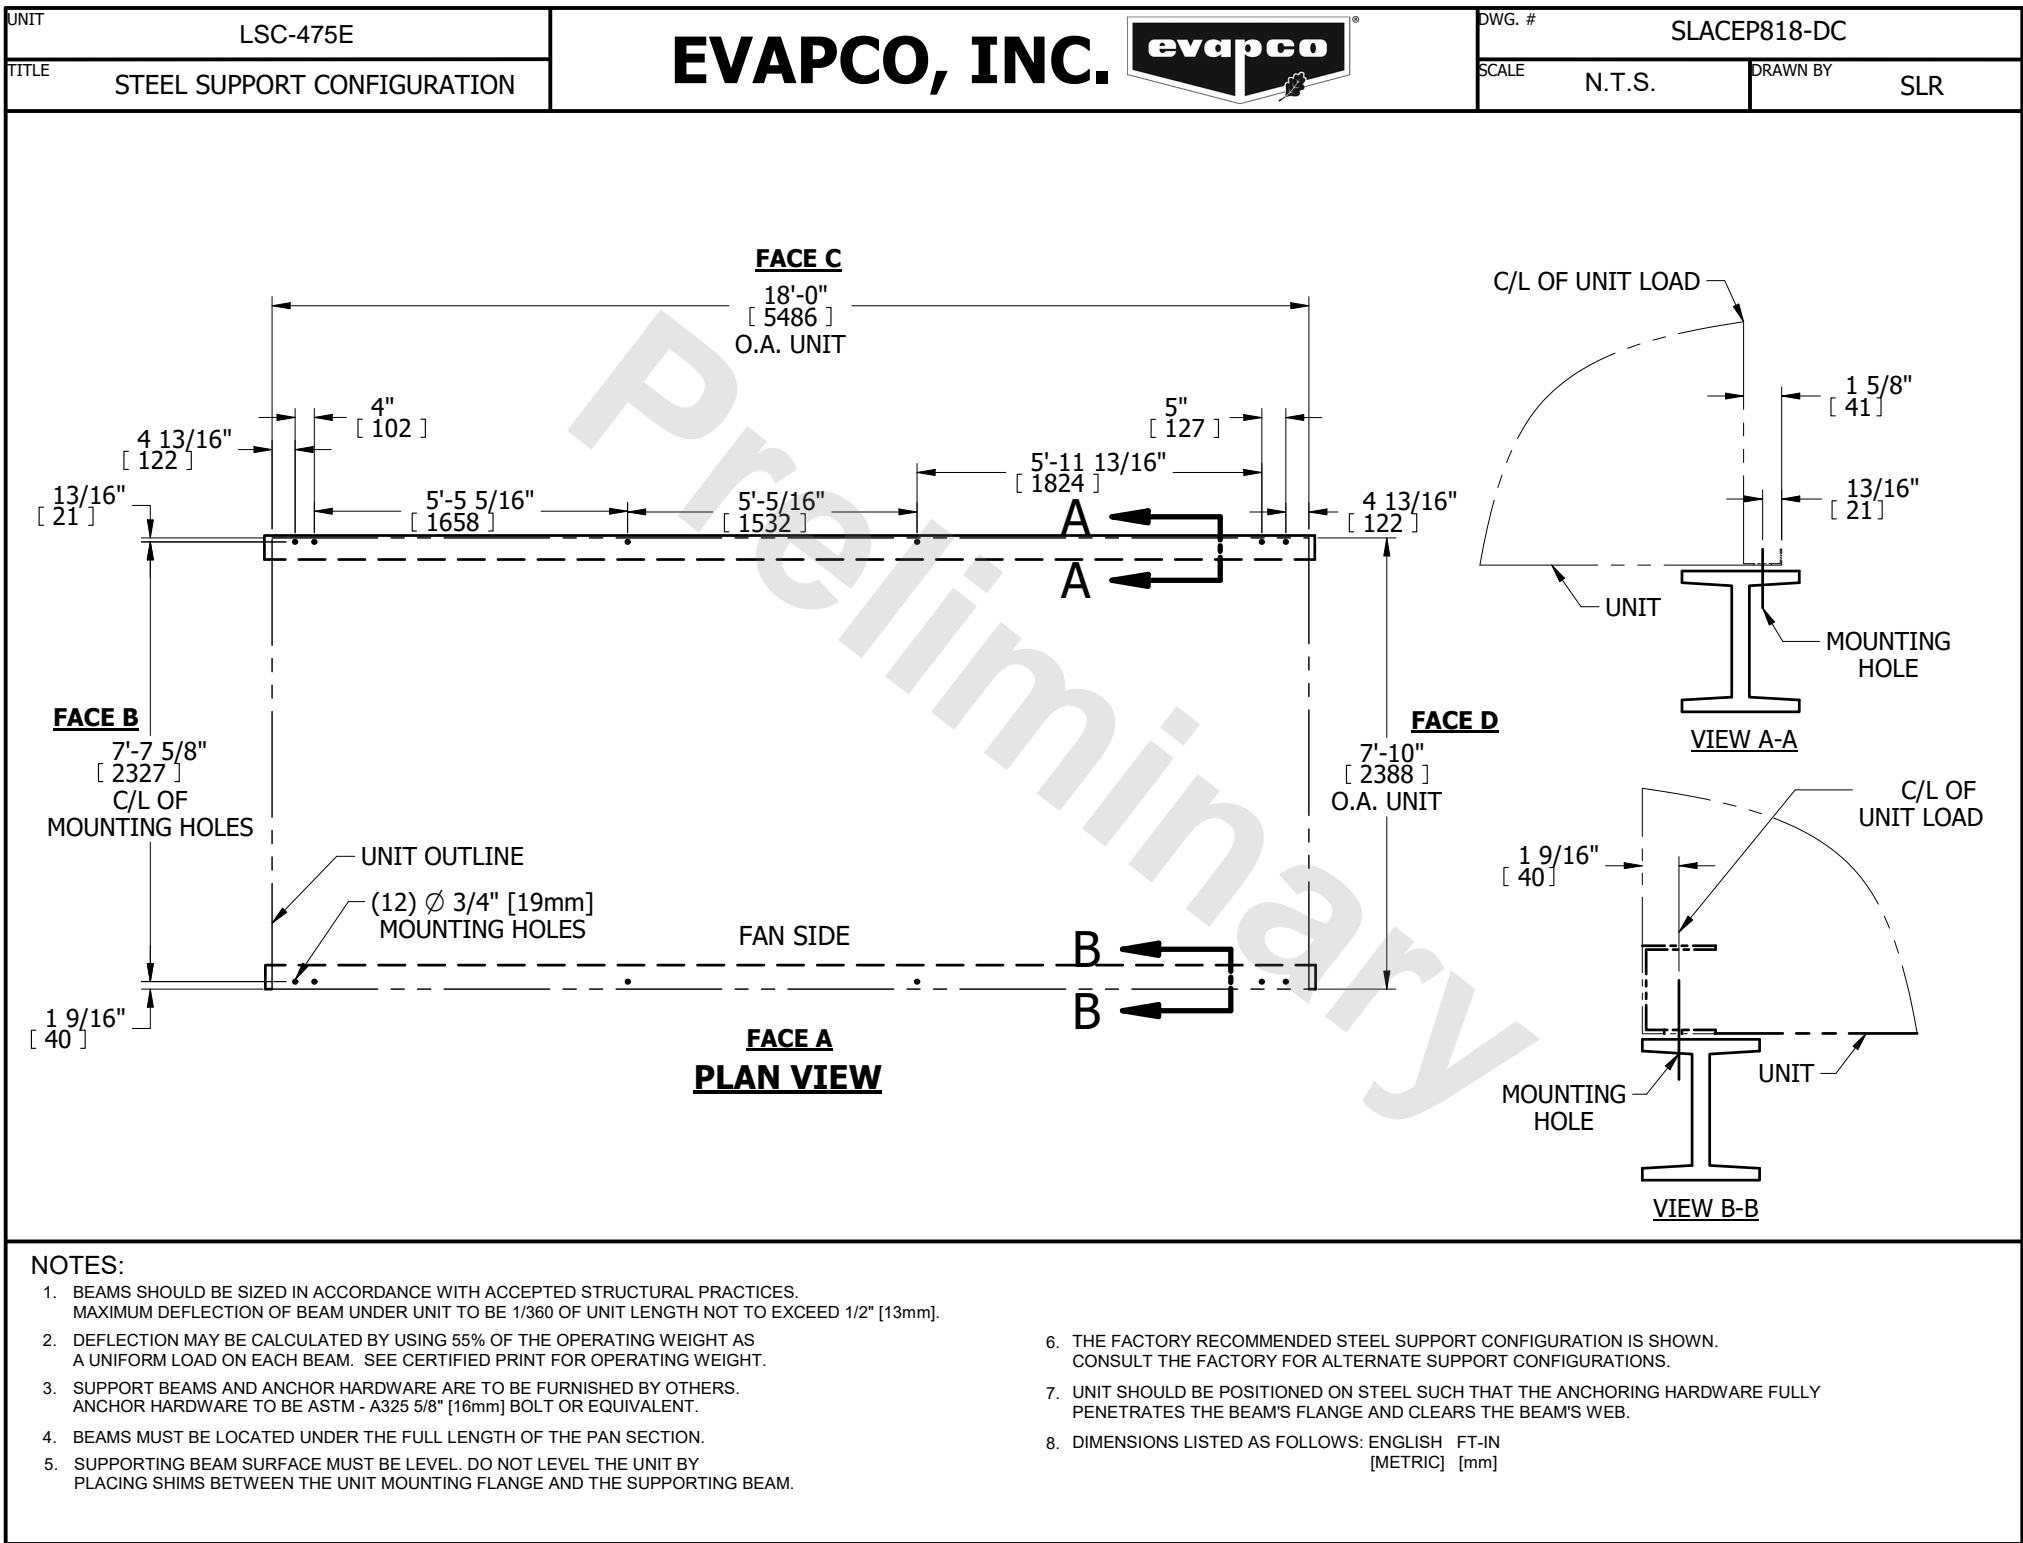 UNIT
LSC-475E
TITLE
STEEL SUPPORT CONFIGURATION
EVAPCO, INC.
evapco
®
DWG. #
SLACEP818-DC
SCALE
N.T.S.
DRAWN BY
SLR
FACE C
18'-0"
[ 5486 ]
O.A. UNIT
4"
[ 102 ]
5"
[ 127 ]
4 13/16"
[ 122 ]
5'-11 13/16"
[ 1824 ]
13/16"
[ 21 ]
5'-5 5/16"
[ 1658 ]
5'-5/16"
[ 1532 ]
4 13/16"
[ 122 ]
A
A
FACE B
7'-7 5/8"
[ 2327 ]
C/L OF
MOUNTING HOLES
FACE D
7'-10"
[ 2388 ]
O.A. UNIT
UNIT OUTLINE
(12) Ø 3/4" [19mm]
MOUNTING HOLES
FAN SIDE
B
B
1 9/16"
[ 40 ]
FACE A
PLAN VIEW
Preliminary
C/L OF UNIT LOAD
1 5/8"
[ 41 ]
13/16"
[ 21 ]
UNIT
MOUNTING
HOLE
VIEW A-A
C/L OF
UNIT LOAD
1 9/16"
[ 40 ]
UNIT
MOUNTING
HOLE
VIEW B-B
NOTES:
1. BEAMS SHOULD BE SIZED IN ACCORDANCE WITH ACCEPTED STRUCTURAL PRACTICES.
MAXIMUM DEFLECTION OF BEAM UNDER UNIT TO BE 1/360 OF UNIT LENGTH NOT TO EXCEED 1/2" [13mm].
2. DEFLECTION MAY BE CALCULATED BY USING 55% OF THE OPERATING WEIGHT AS
A UNIFORM LOAD ON EACH BEAM. SEE CERTIFIED PRINT FOR OPERATING WEIGHT.
3. SUPPORT BEAMS AND ANCHOR HARDWARE ARE TO BE FURNISHED BY OTHERS.
ANCHOR HARDWARE TO BE ASTM - A325 5/8" [16mm] BOLT OR EQUIVALENT.
4. BEAMS MUST BE LOCATED UNDER THE FULL LENGTH OF THE PAN SECTION.
5. SUPPORTING BEAM SURFACE MUST BE LEVEL. DO NOT LEVEL THE UNIT BY
PLACING SHIMS BETWEEN THE UNIT MOUNTING FLANGE AND THE SUPPORTING BEAM.
6. THE FACTORY RECOMMENDED STEEL SUPPORT CONFIGURATION IS SHOWN.
CONSULT THE FACTORY FOR ALTERNATE SUPPORT CONFIGURATIONS.
7. UNIT SHOULD BE POSITIONED ON STEEL SUCH THAT THE ANCHORING HARDWARE FULLY
PENETRATES THE BEAM'S FLANGE AND CLEARS THE BEAM'S WEB.
8. DIMENSIONS LISTED AS FOLLOWS: ENGLISH FT-IN
[METRIC] [mm]